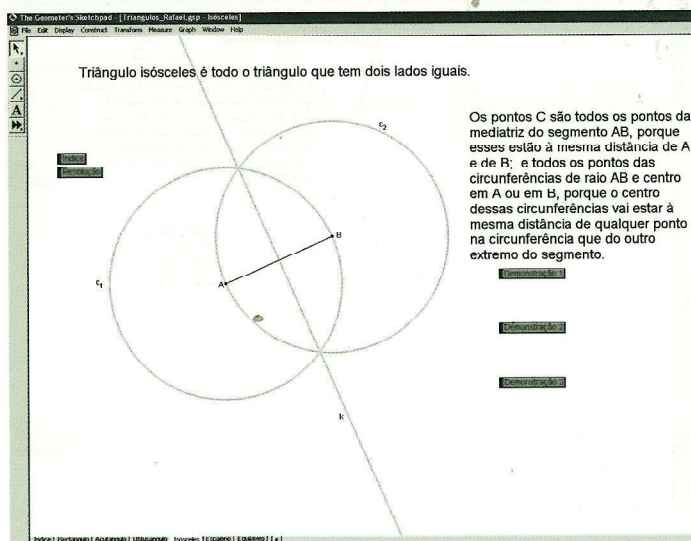 The Geometer's Sketchpad - [Triangulos_Rafael.gsp - Isósceles]
File Edit Display Construct Transform Measure Graph Window Help
Triângulo isósceles é todo o triângulo que tem dois lados iguais.
Os pontos C são todos os pontos da
mediatriz do segmento AB, porque
esses estão à mesma distância de A
e de B; e todos os pontos das
circunferências de raio AB e centro
em A ou em B, porque o centro
dessas circunferências vai estar à
mesma distância de qualquer ponto
na circunferência que do outro
extremo do segmento.
Índice
Resolução
Demonstração 1
Demonstração 2
Demonstração 3
c2
B
A
c1
k
A
Índice | Rectângulo | Acutângulo | Obtusângulo | Isósceles | Escaleno | Equilátero